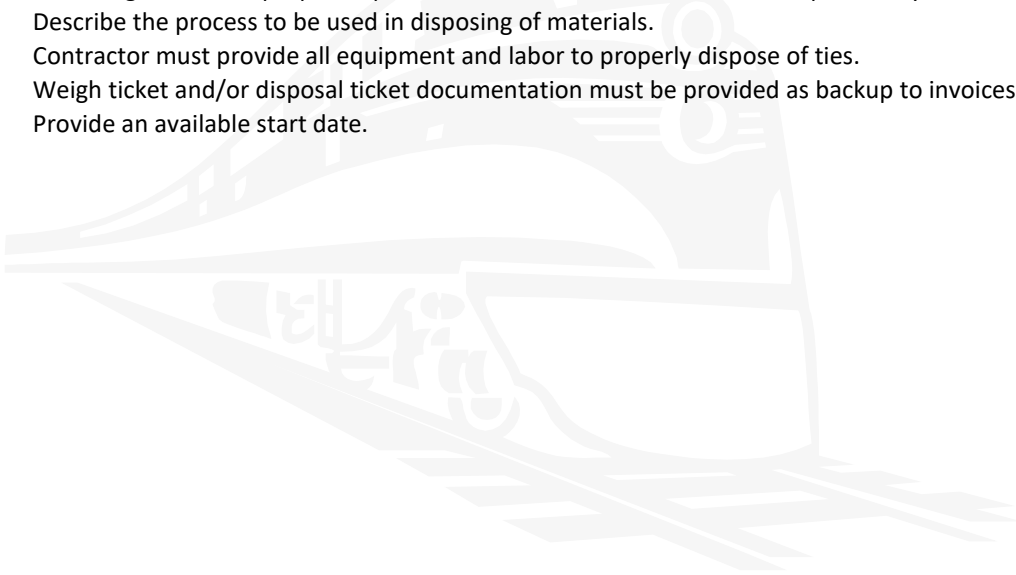 Describe the process to be used in disposing of materials.
Contractor must provide all equipment and labor to properly dispose of ties.
Weigh ticket and/or disposal ticket documentation must be provided as backup to invoices
Provide an available start date.